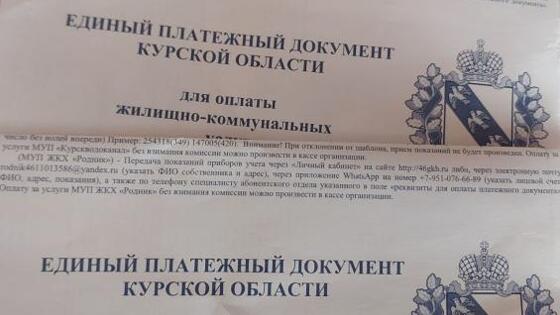 ЕДИНЫЙ ПЛАТЕЖНЫЙ ДОКУМЕНТ
КУРСКОЙ ОБЛАСТИ
для оплаты
жилищно-коммунальных
число без нолей впереди) Пример: 254318(349) 147005(420). Внимание! При отклонении от шаблона, прием показаний не будет произведен. Оплату за
услуги МУП «Курскводоканал» без взимания комиссии можно произвести в кассе организации.
(МУП ЖКХ «Родник») - Передача показаний приборов учета через «Личный кабинет» на сайте http://46gkh.ru либо, через электронную почту
rodnik4611013586@yandex.ru (указать ФИО собственника и адрес), через приложение WhatsApp на номер +7-951-076-66-89 (указать лицевой счет,
ФИО, адрес, показания), а также по телефону специалисту абонентского отдела указанного в поле «реквизиты для оплаты платежного документа»
Оплату за услуги МУП ЖКХ «Родник» без взимания комиссии можно произвести в кассе организации.
ЕДИНЫЙ ПЛАТЕЖНЫЙ ДОКУМЕНТ
КУРСКОЙ ОБЛАСТИ